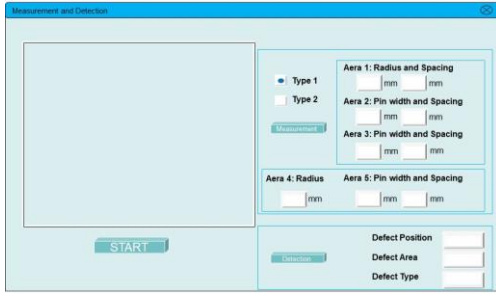 Measurement and Detection
Type 1
Type 2
Measurement
Aera 1: Radius and Spacing
mm mm
Aera 2: Pin width and Spacing
mm mm
Aera 3: Pin width and Spacing
mm mm
Aera 4: Radius
mm
Aera 5: Pin width and Spacing
mm mm
START
Detection
Defect Position
Defect Area
Defect Type